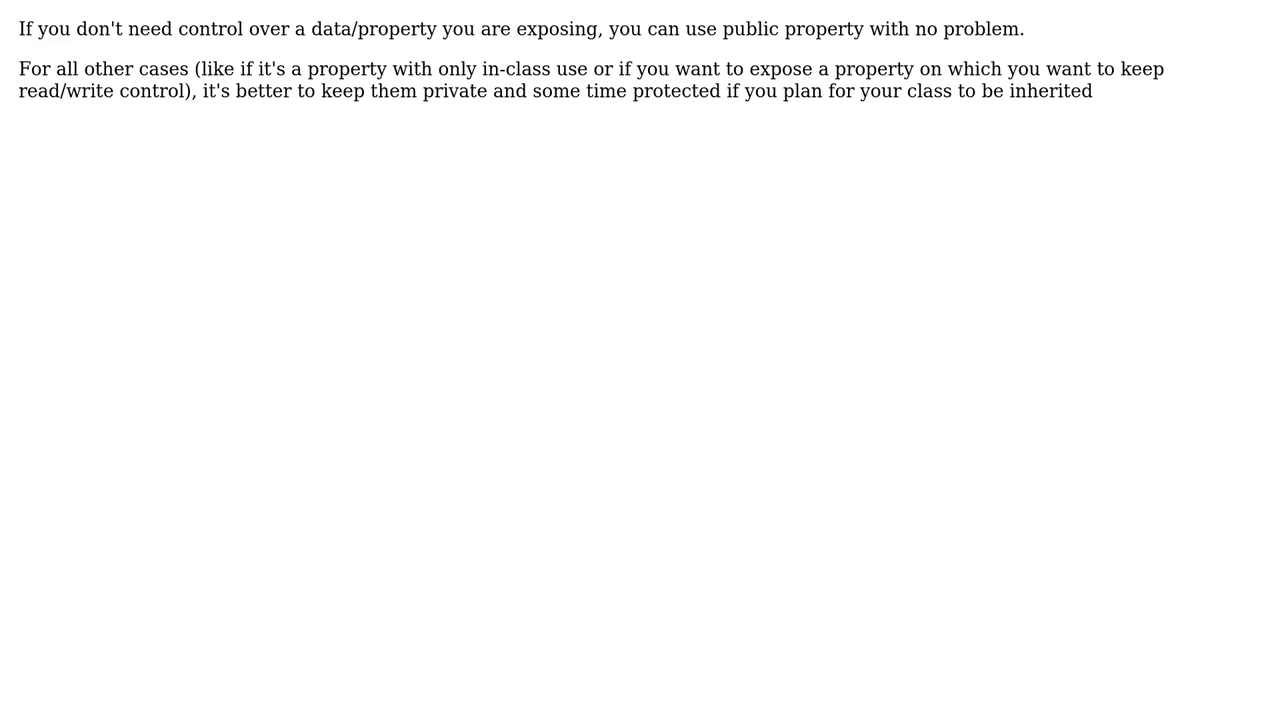 If you don't need control over a data/property you are exposing, you can use public property with no problem.
For all other cases (like if it's a property with only in-class use or if you want to expose a property on which you want to keep
read/write control), it's better to keep them private and some time protected if you plan for your class to be inherited